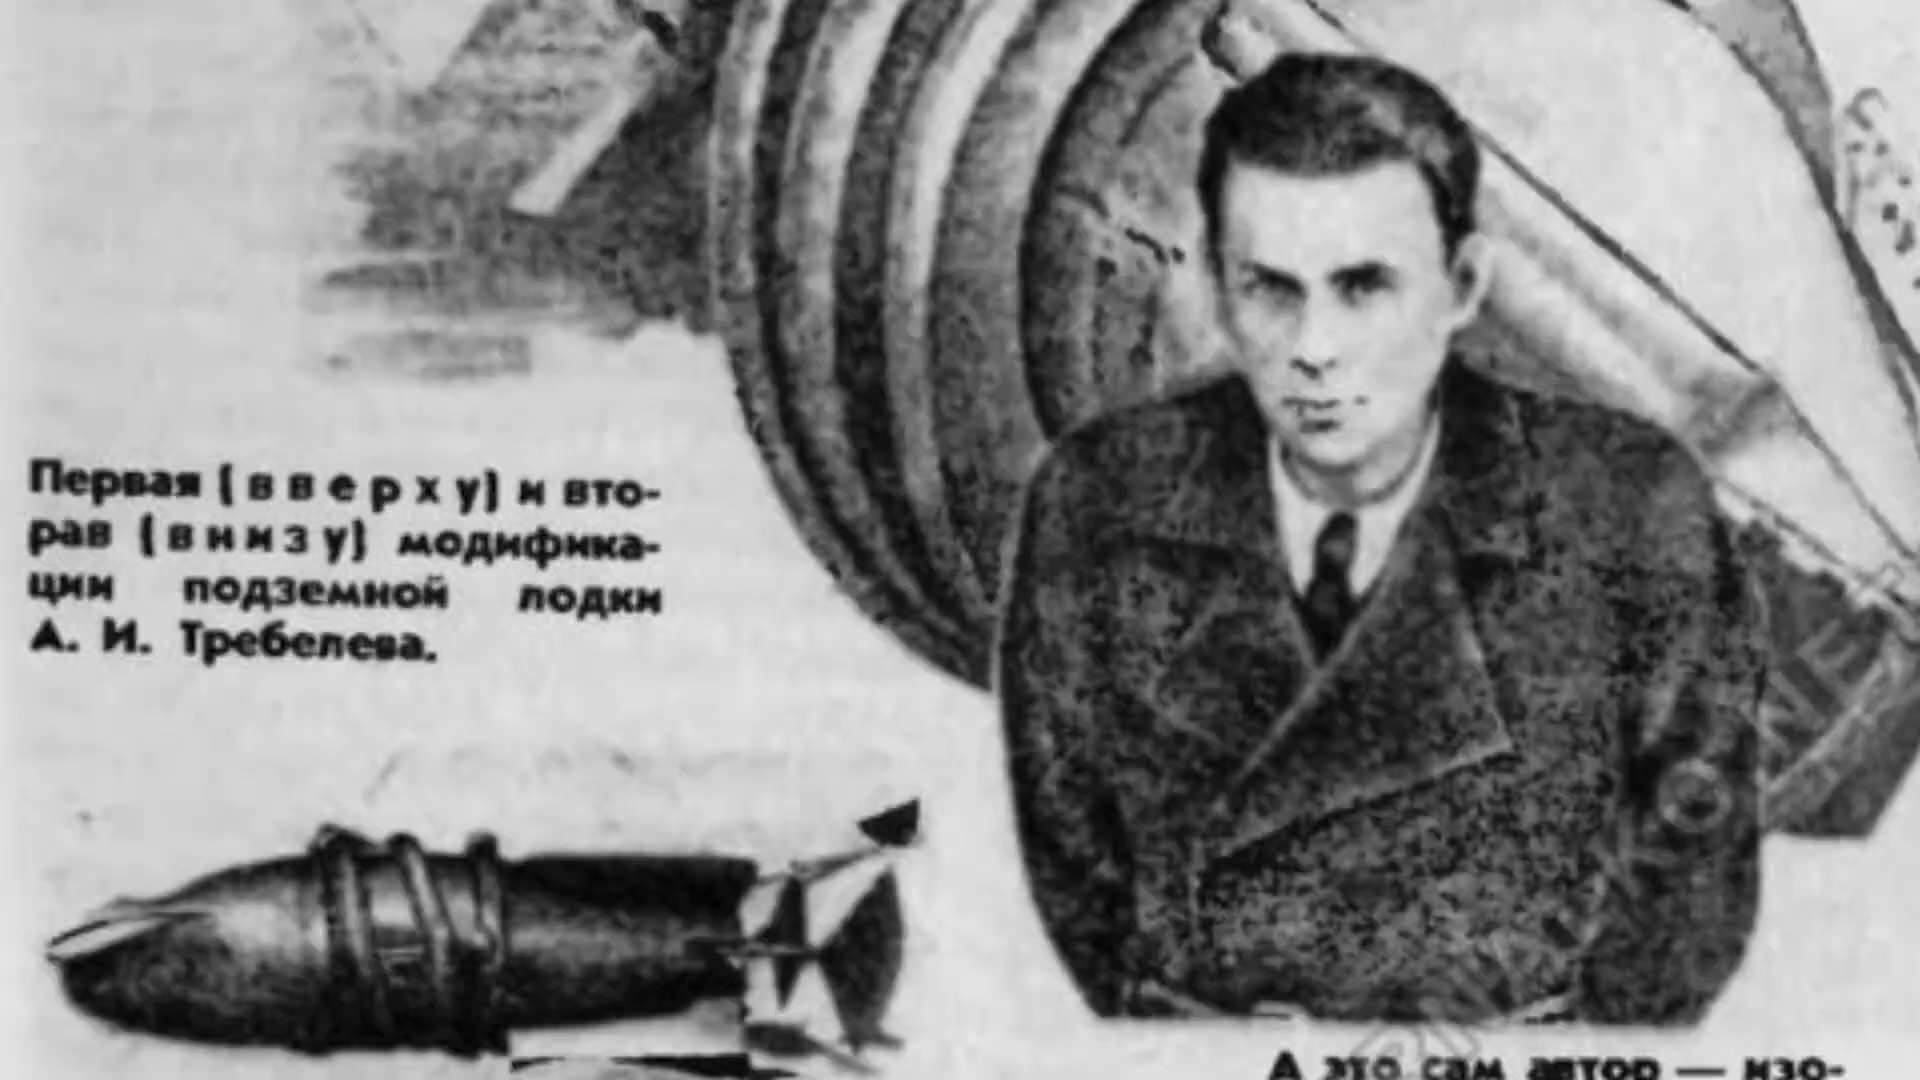 Первая (вверху) и вто-
рая (внизу) модифика-
ции подземной лодки
А. И. Требелева.
А это сам автор — изо-